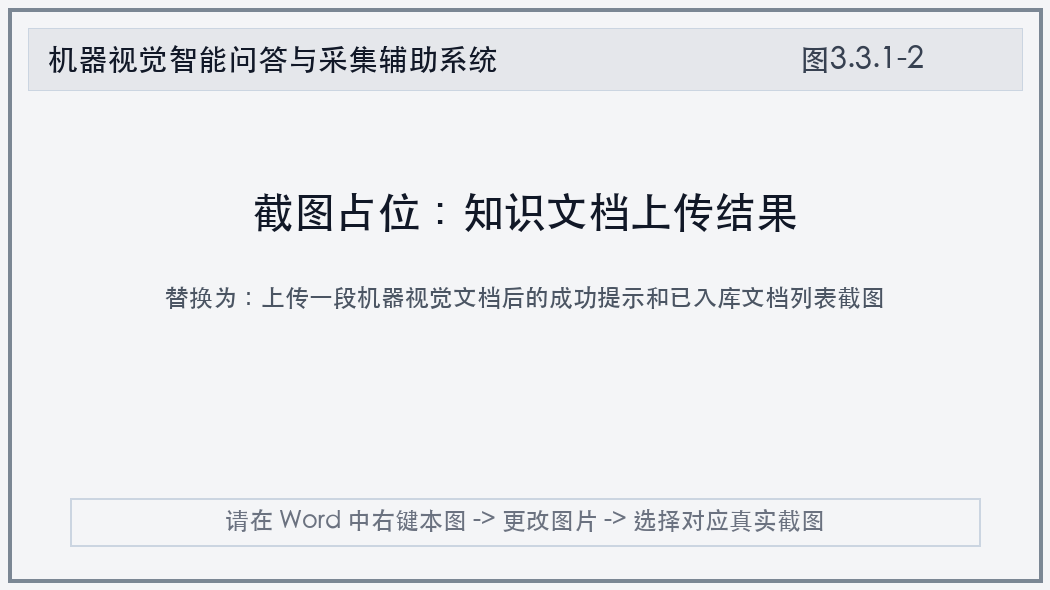 机器视觉智能问答与采集辅助系统
图3.3.1-2
截图占位：知识文档上传结果
替换为：上传一段机器视觉文档后的成功提示和已入库文档列表截图
请在 Word 中右键本图 -> 更改图片 -> 选择对应真实截图